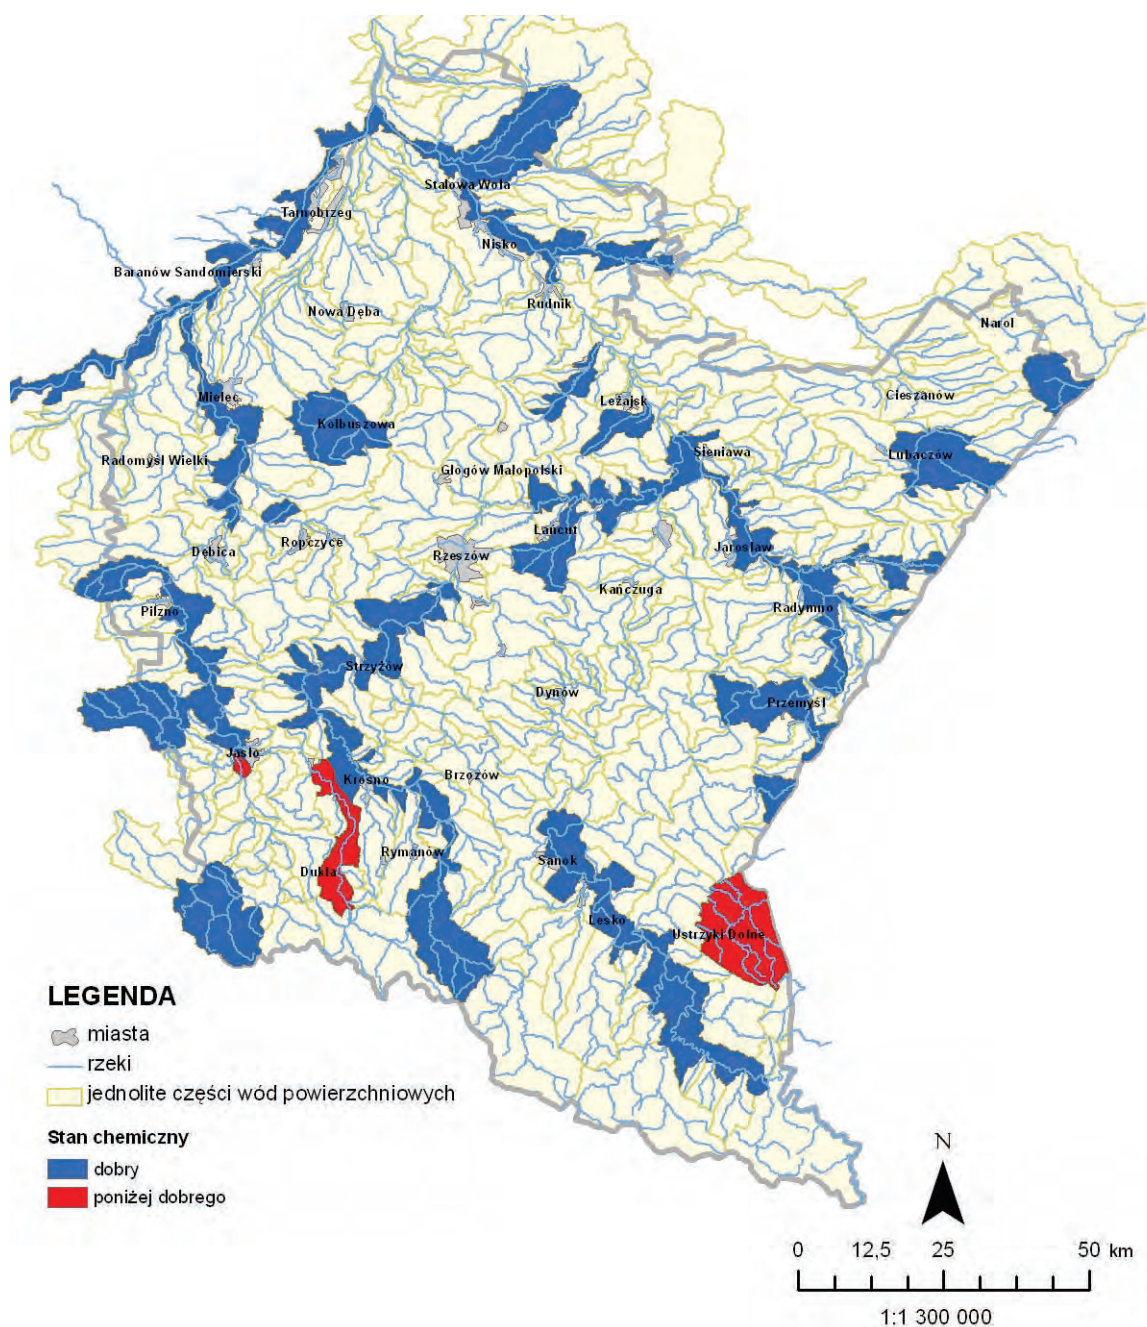 Stalowa Wola
Tarnobrzeg
Nisko
Baranów Sandomierski
Rudnik
Nowa Dęba
Narol
Mielec
Cieszanów
Leżajsk
Kolbuszowa
Sieniawa
Lubaczów
Radomyśl Wielki
Głogów Małopolski
Łańcut
Ropczyce
Jarosław
Dębica
Rzeszów
Kańczuga
Radymno
Pilzno
Strzyżów
Dynów
Przemyśl
Jasło
Krosno
Brzozów
Rymanów
Sanok
Dukla
Lesko
Ustrzyki Dolne
LEGENDA
miasta
rzeki
jednolite części wód powierzchniowych
Stan chemiczny
dobry
poniżej dobrego
N
0 12,5 25 50 km
1:1 300 000